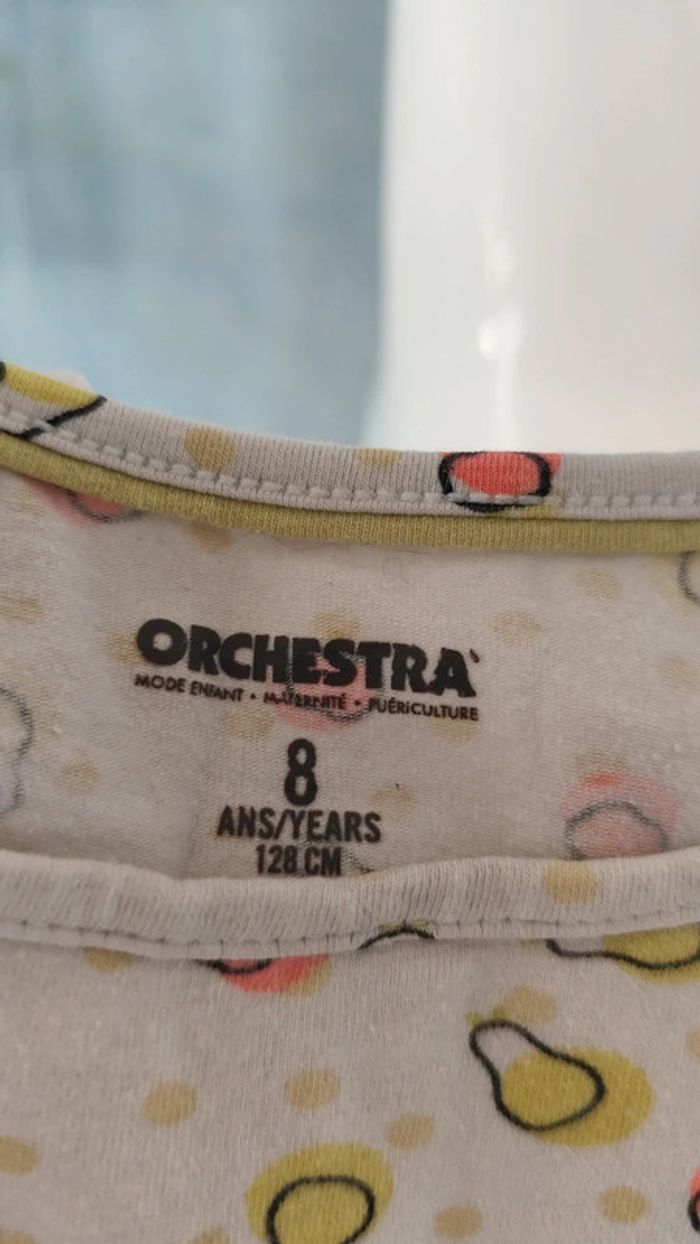 ORCHESTRA
MODE ENFANT • MATERNITÉ • PUÉRICULTURE
8
ANS/YEARS
128 CM